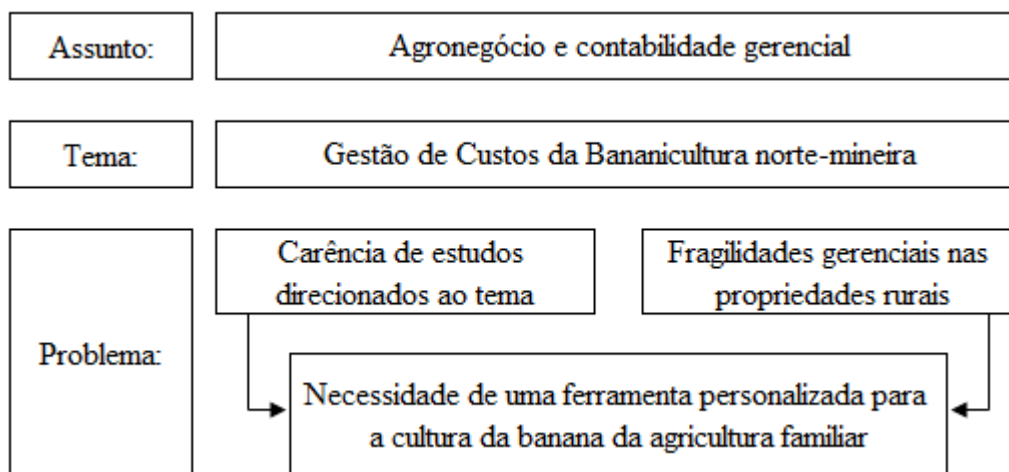 Assunto:
Agronegócio e contabilidade gerencial
Tema:
Gestão de Custos da Bananicultura norte-mineira
Problema:
Carência de estudos
direcionados ao tema
Fragilidades gerenciais nas
propriedades rurais
Necessidade de uma ferramenta personalizada para
a cultura da banana da agricultura familiar